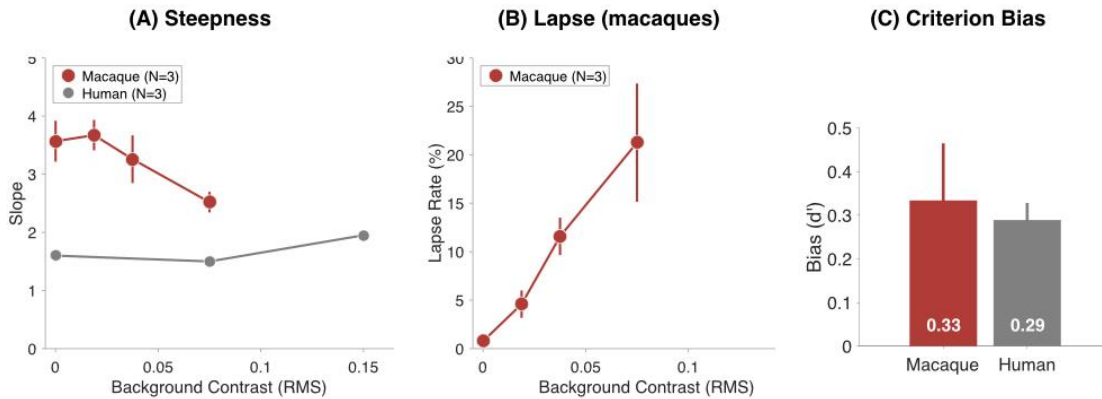 (A) Steepness
5
4
3
2
1
0
Slope
Macaque (N=3)
Human (N=3)
0 0.05 0.1 0.15
Background Contrast (RMS)
(B) Lapse (macaques)
30
25
20
15
10
5
0
Lapse Rate (%)
Macaque (N=3)
0 0.05 0.1
Background Contrast (RMS)
(C) Criterion Bias
0.5
0.4
0.3
0.2
0.1
0
Bias (d')
0.33 0.29
Macaque Human